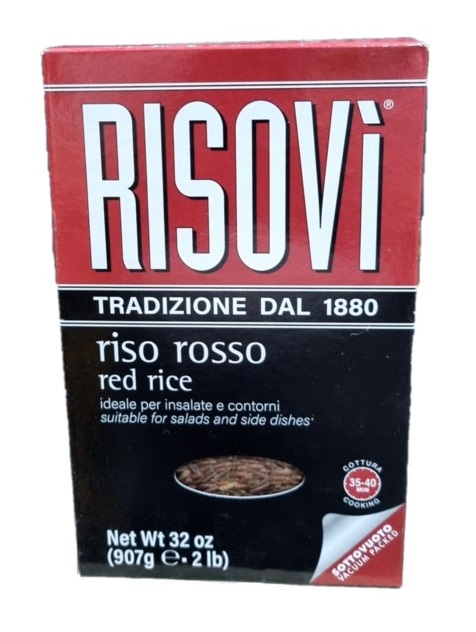 RISOVÌ®
TRADIZIONE DAL 1880
riso rosso
red rice
ideale per insalate e contorni
suitable for salads and side dishes
COTTURA
35-40
MIN
COOKING
Net Wt 32 oz
(907g ℮• 2 lb)
SOTTOVUOTO
VACUUM PACKED